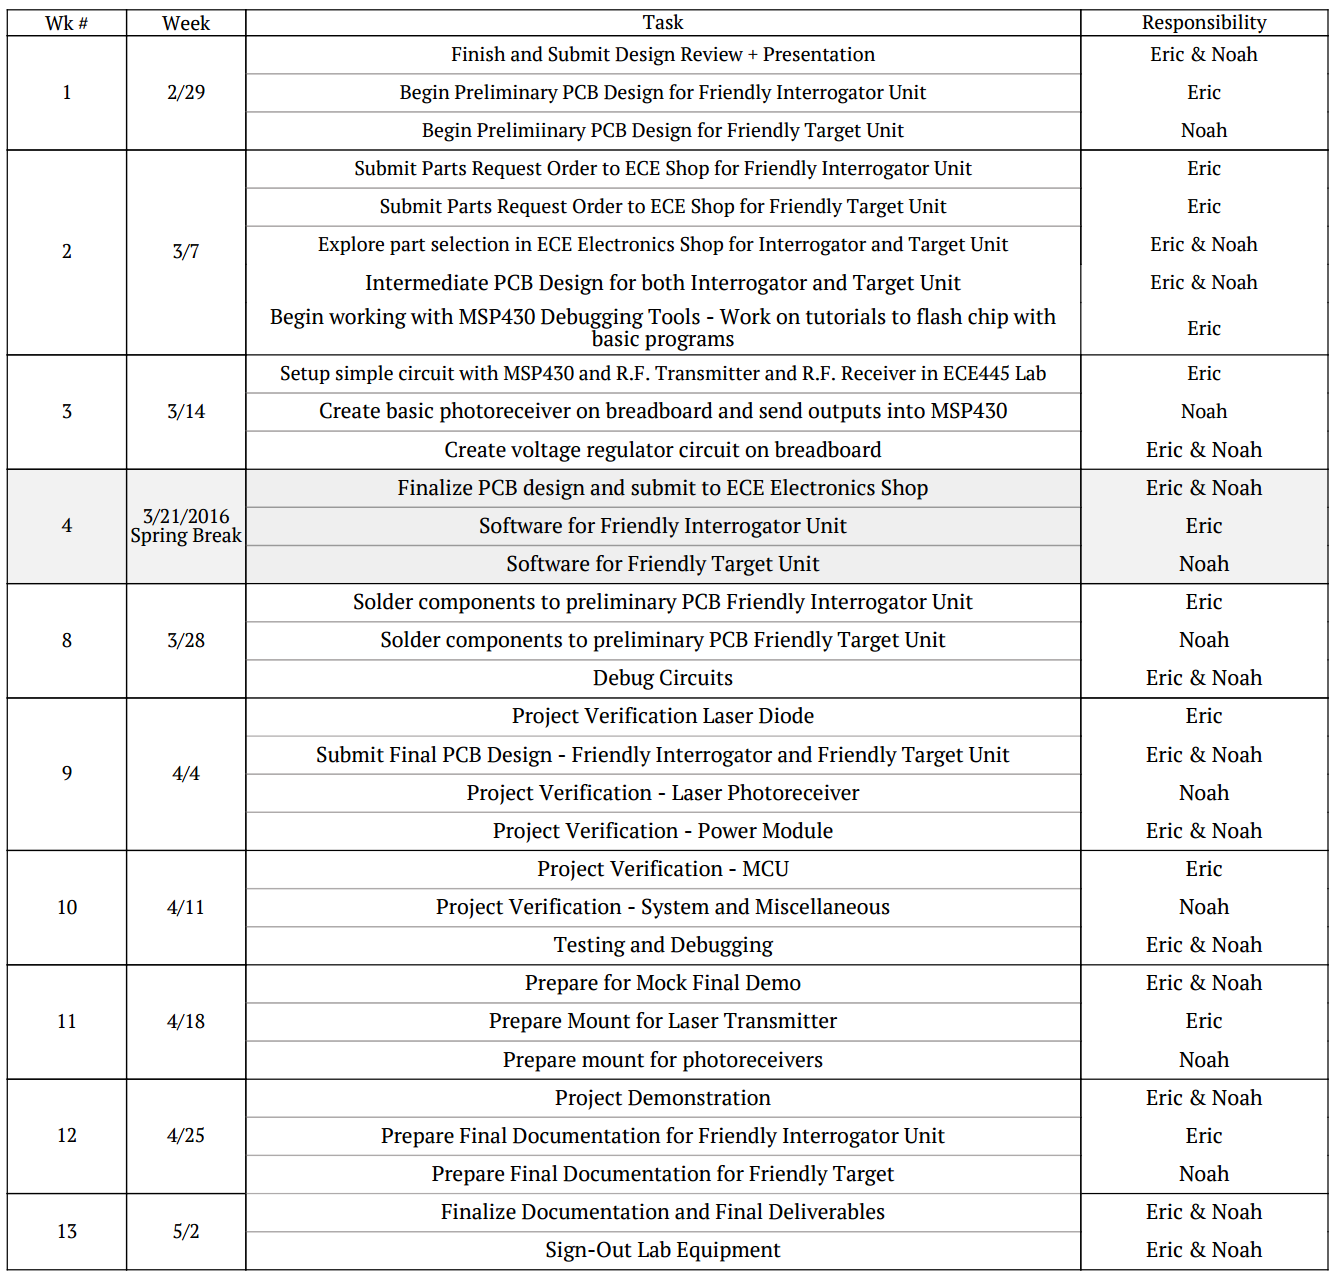 Wk # Week Task Responsibility
Finish and Submit Design Review + Presentation Eric & Noah
1 2/29 Begin Preliminary PCB Design for Friendly Interrogator Unit Eric
Begin Prelimiinary PCB Design for Friendly Target Unit Noah
Submit Parts Request Order to ECE Shop for Friendly Interrogator Unit Eric
Submit Parts Request Order to ECE Shop for Friendly Target Unit Eric
2 3/7 Explore part selection in ECE Electronics Shop for Interrogator and Target Unit Eric & Noah
Intermediate PCB Design for both Interrogator and Target Unit Eric & Noah
Begin working with MSP430 Debugging Tools - Work on tutorials to flash chip with
basic programs Eric
Setup simple circuit with MSP430 and R.F. Transmitter and R.F. Receiver in ECE445 Lab Eric
3 3/14 Create basic photoreceiver on breadboard and send outputs into MSP430 Noah
Create voltage regulator circuit on breadboard Eric & Noah
Finalize PCB design and submit to ECE Electronics Shop Eric & Noah
4 3/21/2016
Spring Break Software for Friendly Interrogator Unit Eric
Software for Friendly Target Unit Noah
Solder components to preliminary PCB Friendly Interrogator Unit Eric
8 3/28 Solder components to preliminary PCB Friendly Target Unit Noah
Debug Circuits Eric & Noah
Project Verification Laser Diode Eric
Submit Final PCB Design - Friendly Interrogator and Friendly Target Unit Eric & Noah
9 4/4 Project Verification - Laser Photoreceiver Noah
Project Verification - Power Module Eric & Noah
Project Verification - MCU Eric
10 4/11 Project Verification - System and Miscellaneous Noah
Testing and Debugging Eric & Noah
Prepare for Mock Final Demo Eric & Noah
11 4/18 Prepare Mount for Laser Transmitter Eric
Prepare mount for photoreceivers Noah
Project Demonstration Eric & Noah
12 4/25 Prepare Final Documentation for Friendly Interrogator Unit Eric
Prepare Final Documentation for Friendly Target Noah
13 5/2 Finalize Documentation and Final Deliverables Eric & Noah
Sign-Out Lab Equipment Eric & Noah